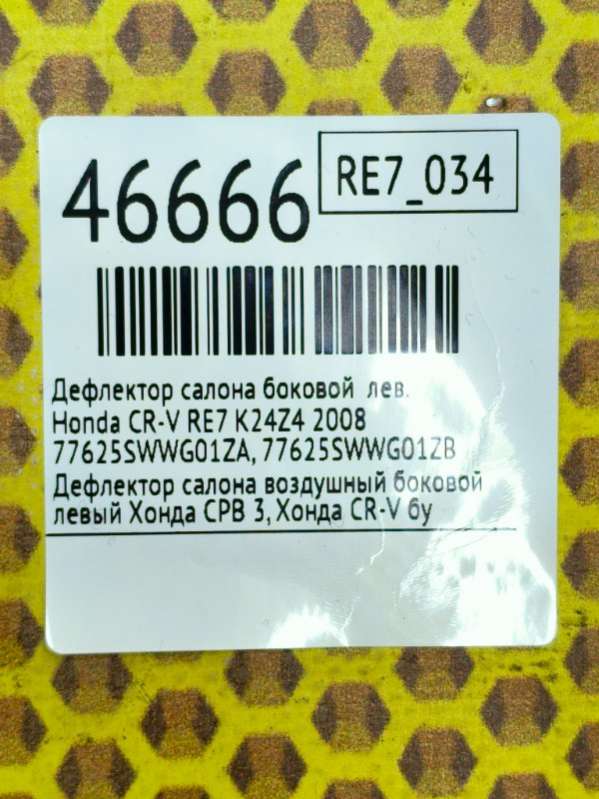 46666
RE7_034
Дефлектор салона боковой лев.
Honda CR-V RE7 K24Z4 2008
77625SWWG01ZA, 77625SWWG01ZB
Дефлектор салона воздушный боковой
левый Хонда СРВ 3, Хонда CR-V бу